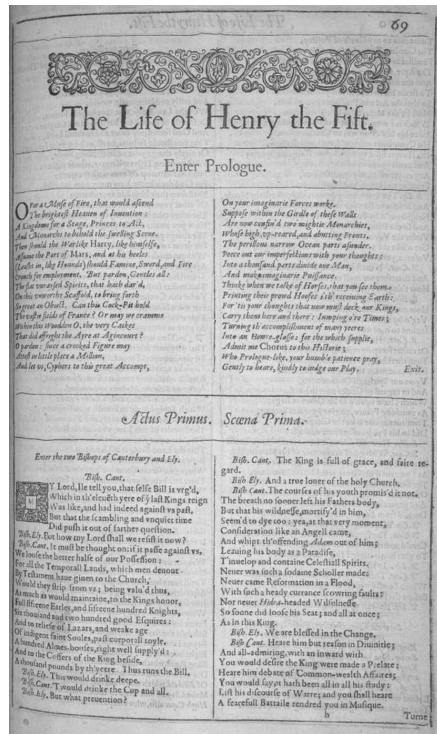 69
The Life of Henry the Fift.
Enter Prologue.
O For a Muse of Fire, that would ascend
The brightest Heauen of Inuention:
A Kingdome for a Stage, Princes to Act,
And Monarchs to behold the swelling Scene.
Then should the Warlike Harry, like himselfe,
Assume the Port of Mars, and at his heeles
(Leasht in, like Hounds) should Famine, Sword, and Fire
Crouch for employment. But pardon, Gentles all:
The flat vnraysed Spirits, that hath dar'd,
On this vnworthy Scaffold, to bring forth
So great an Obiect. Can this Cock-Pit hold
The vastie fields of France? Or may we cramme
Within this Woodden O, the very Caskes
That did affright the Ayre at Agincourt?
O pardon: since a crooked Figure may
Attest in little place a Million,
And let vs, Cyphers to this great Accompt,
On your imaginarie Forces worke.
Suppose within the Girdle of these Walls
Are now confin'd two mightie Monarchies,
Whose high, vp-reared, and abutting Fronts,
The perillous narrow Ocean parts asunder.
Peece out our imperfections with your thoughts:
Into a thousand parts diuide one Man,
And make imaginarie Puissance.
Thinke when we talke of Horses, that you see them
Printing their prowd Hoofes i'th' receiuing Earth:
For 'tis your thoughts that now must deck our Kings,
Carry them here and there: Iumping o're Times;
Turning th'accomplishment of many yeeres
Into an Howre-glasse: for the which supplie,
Admit me Chorus to this Historie;
Who Prologue-like, your humble patience pray,
Gently to heare, kindly to iudge our Play. Exit.
Actus Primus. Scœna Prima.
Enter the two Bishops of Canterbury and Ely.
Bish. Cant.
MY Lord, Ile tell you, that selfe Bill is vrg'd,
Which in th'eleuẽth yere of yͤ last Kings reign
Was like, and had indeed against vs past,
But that the scambling and vnquiet time
Did push it out of farther question.
Bish. Ely. But how my Lord shall we resist it now?
Bish. Cant. It must be thought on: if it passe against vs,
We loose the better halfe of our Possession:
For all the Temporall Lands, which men deuout
By Testament haue giuen to the Church,
Would they strip from vs; being valu'd thus,
As much as would maintaine, to the Kings honor,
Full fifteene Earles, and fifteene hundred Knights,
Six thousand and two hundred good Esquires:
And to reliefe of Lazars, and weake age
Of indigent faint Soules, past corporall toyle,
A hundred Almes-houses, right well supply'd:
And to the Coffers of the King beside,
A thousand pounds by th'yeere. Thus runs the Bill.
Bish. Ely. This would drinke deepe.
Bish. Cant. 'T would drinke the Cup and all.
Bish. Ely. But what preuention?
Bish. Cant. The King is full of grace, and faire re-
gard.
Bish. Ely. And a true louer of the holy Church.
Bish. Cant. The courses of his youth promis'd it not.
The breath no sooner left his Fathers body,
But that his wildnesse, mortify'd in him,
Seem'd to dye too: yea, at that very moment,
Consideration like an Angell came,
And whipt th'offending Adam out of him;
Leauing his body as a Paradise,
T'inuelop and containe Celestiall Spirits.
Neuer was such a sodaine Scholler made:
Neuer came Reformation in a Flood,
With such a heady currance scowring faults:
Nor neuer Hidra-headed Wilfulnesse
So soone did loose his Seat; and all at once;
As in this King.
Bish. Ely. We are blessed in the Change.
Bish. Cant. Heare him but reason in Diuinitie;
And all-admiring, with an inward wish
You would desire the King were made a Prelate:
Heare him debate of Common-wealth Affaires;
You would say, it hath been all in all his study:
List his discourse of Warre; and you shall heare
A fearefull Battaile rendred you in Musique.
h
Turne